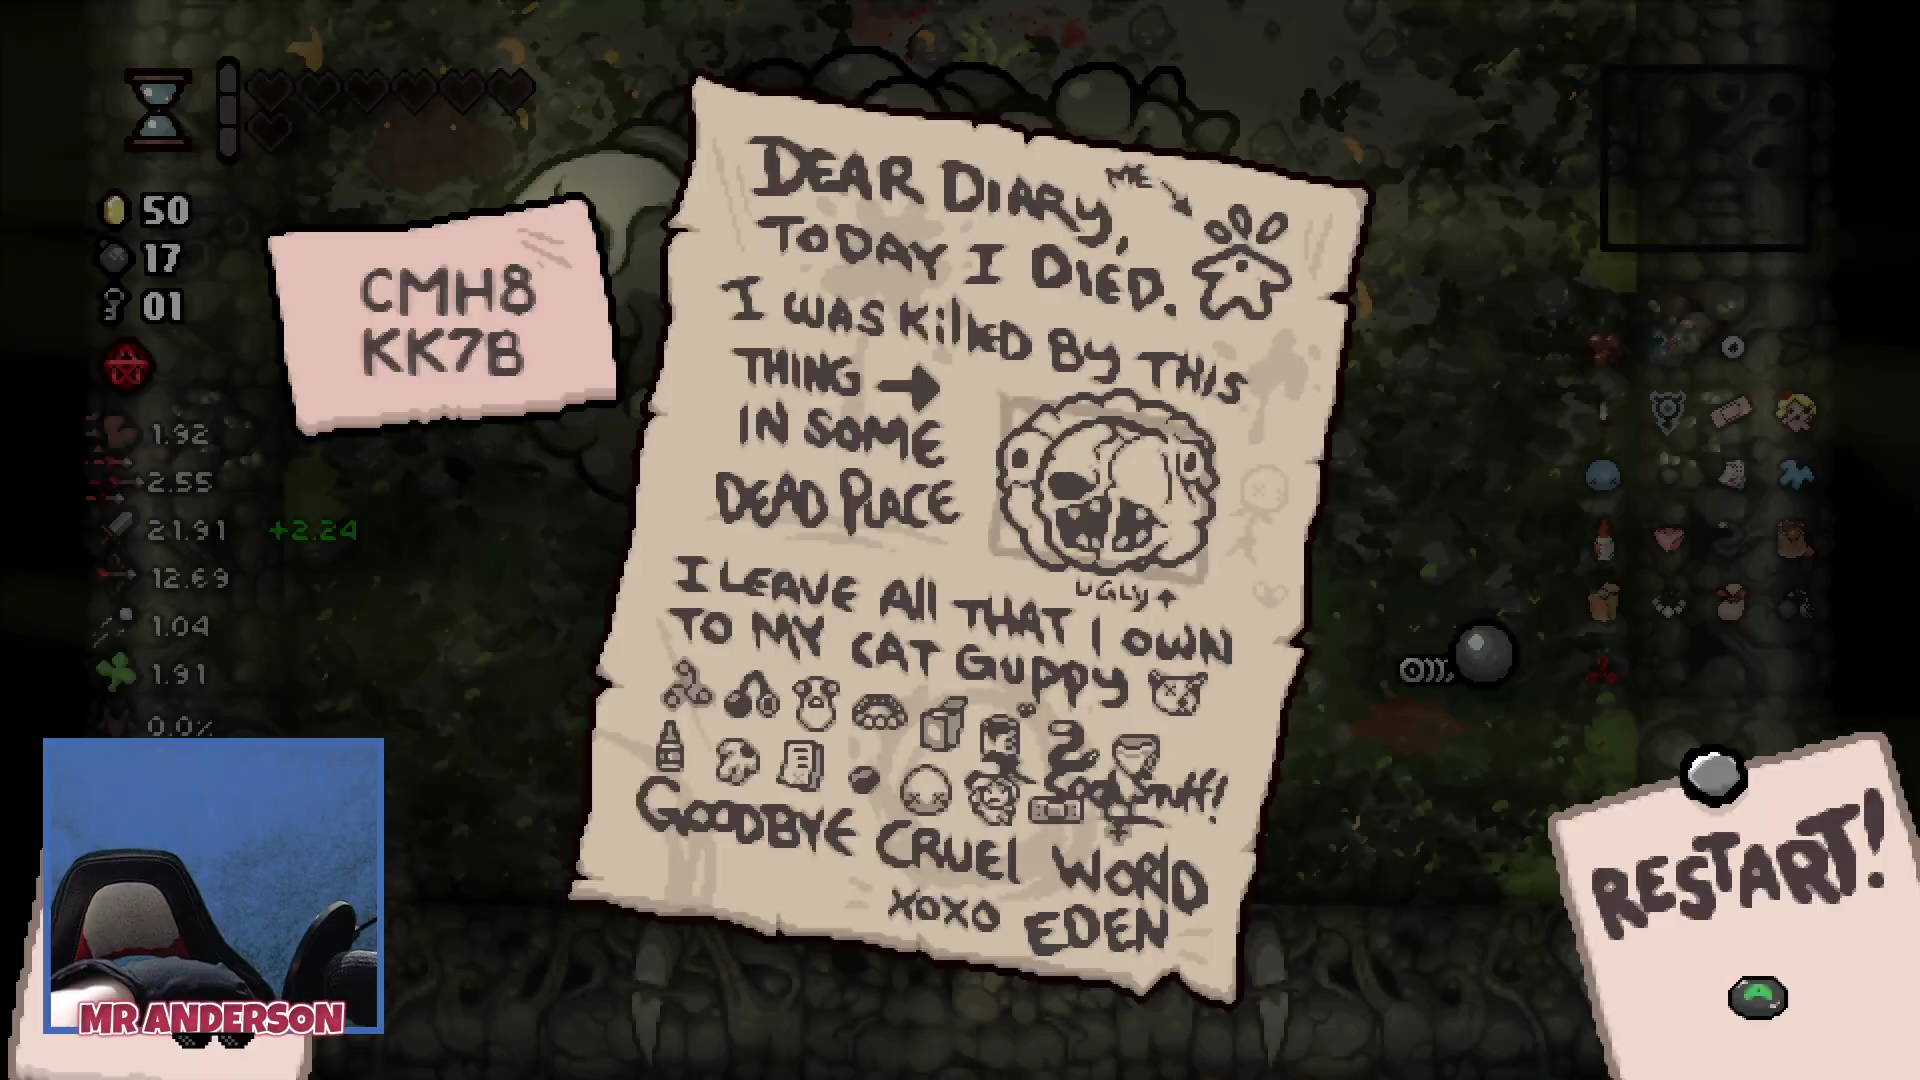 50
17
01
1.92
2.55
21.91 +2.24
12.69
1.04
1.91
0.0%
CMH8
KK7B
DEAR DIARY,
ME
TODAY I DIED.
I WAS KillED BY THIS
THING
IN SOME
DEAD PLACE
UGLY
I LEAVE All THAT I OWN
TO MY CAT GUPPY
COOL STUFF!
GOODBYE CRUEl WORlD
XOXO EDEN
RESTART!
A
MR ANDERSON